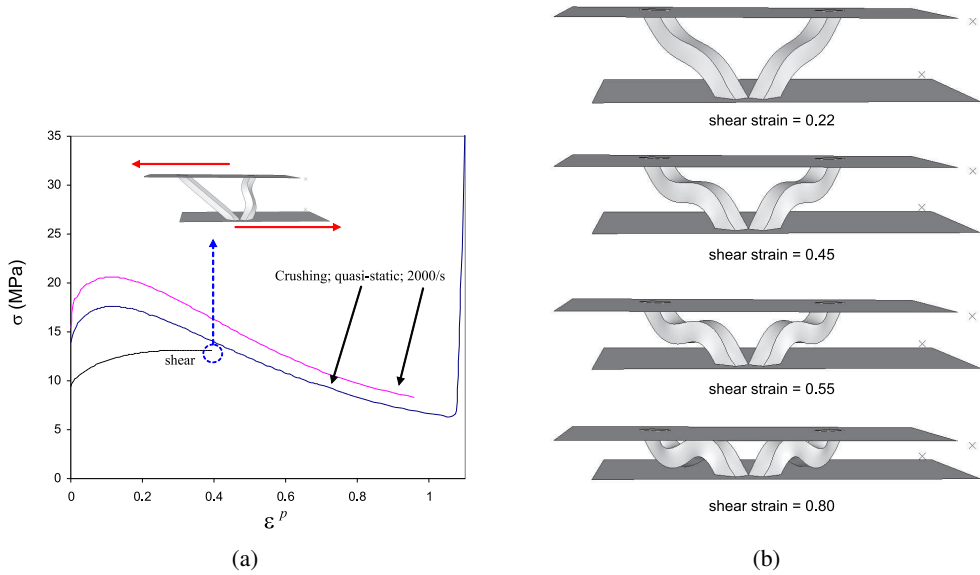 35
30
25
20
15
10
5
0
σ (MPa)
0
0.2
0.4
0.6
0.8
1
ε^p
Crushing; quasi-static; 2000/s
shear
(a)
shear strain = 0.22
shear strain = 0.45
shear strain = 0.55
shear strain = 0.80
(b)